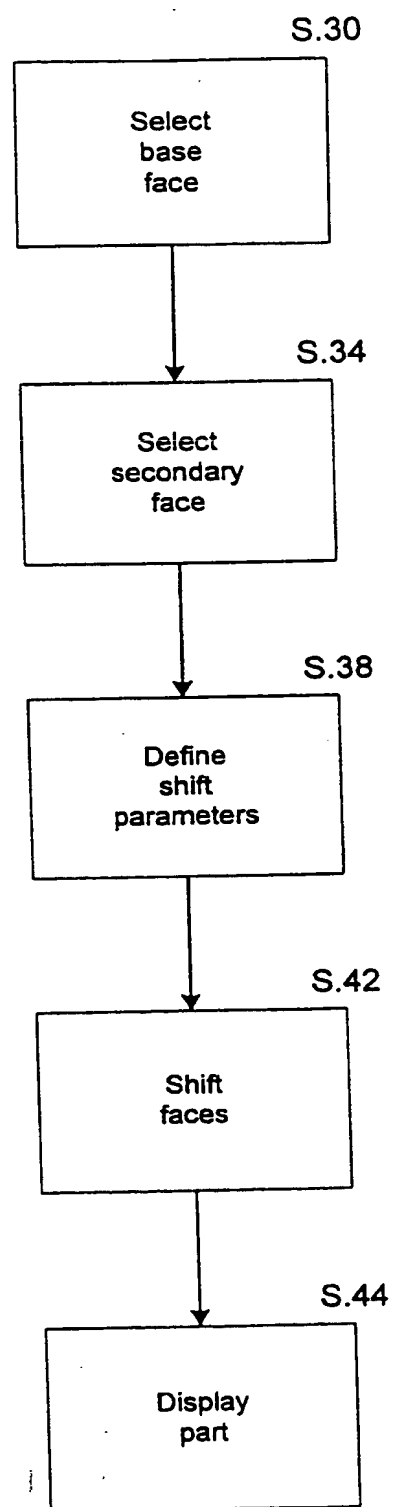 S.30
Select
base
face
S.34
Select
secondary
face
S.38
Define
shift
parameters
S.42
Shift
faces
S.44
Display
part